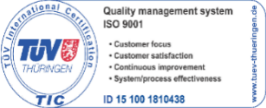 TÜV International Certification
TÜV
THÜRINGEN
TIC
Quality management system
ISO 9001
• Customer focus
• Customer satisfaction
• Continuous improvement
• System/process effectiveness
ID 15 100 1810438
www.tuev-thueringen.de